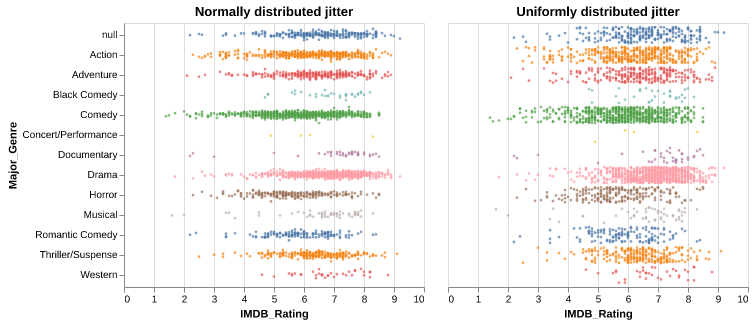 Normally distributed jitter
Uniformly distributed jitter
Major_Genre
null
Action
Adventure
Black Comedy
Comedy
Concert/Performance
Documentary
Drama
Horror
Musical
Romantic Comedy
Thriller/Suspense
Western
0 1 2 3 4 5 6 7 8 9 10
0 1 2 3 4 5 6 7 8 9 10
IMDB_Rating
IMDB_Rating